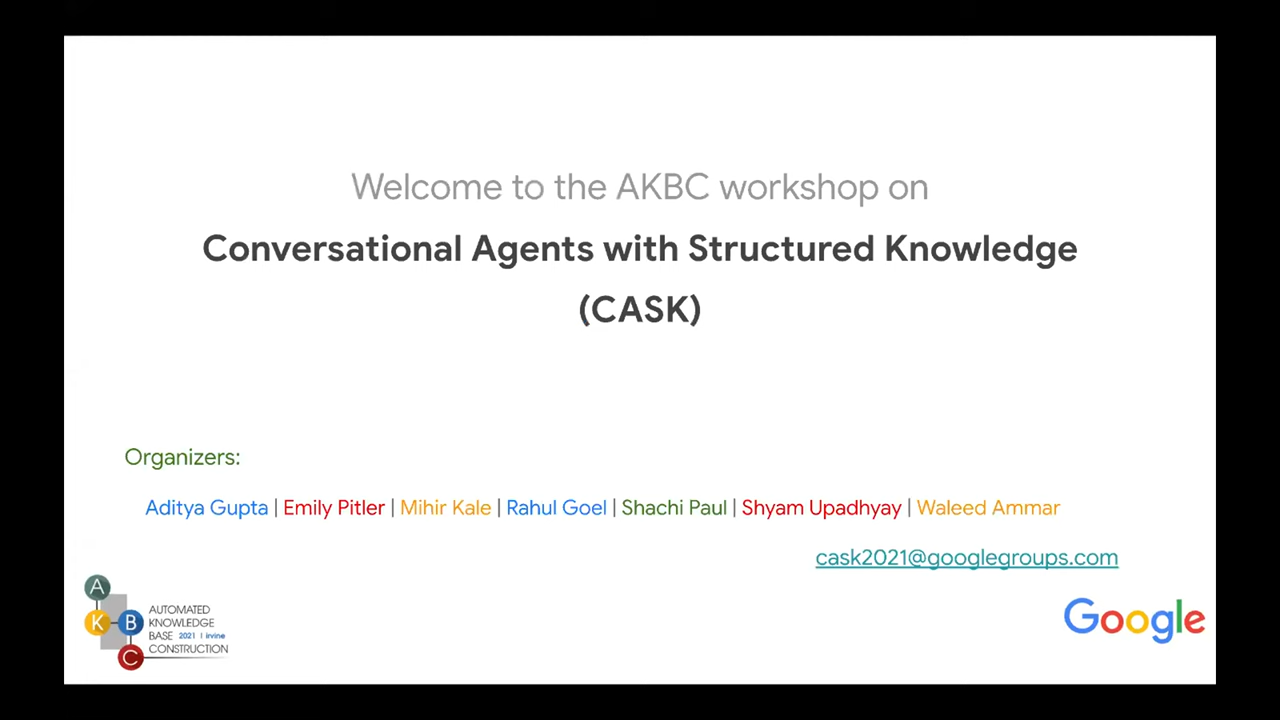 Welcome to the AKBC workshop on
Conversational Agents with Structured Knowledge
(CASK)
Organizers:
Aditya Gupta | Emily Pitler | Mihir Kale | Rahul Goel | Shachi Paul | Shyam Upadhyay | Waleed Ammar
cask2021@googlegroups.com
A
K B
C
AUTOMATED
KNOWLEDGE
BASE 2021 | irvine
CONSTRUCTION
Google